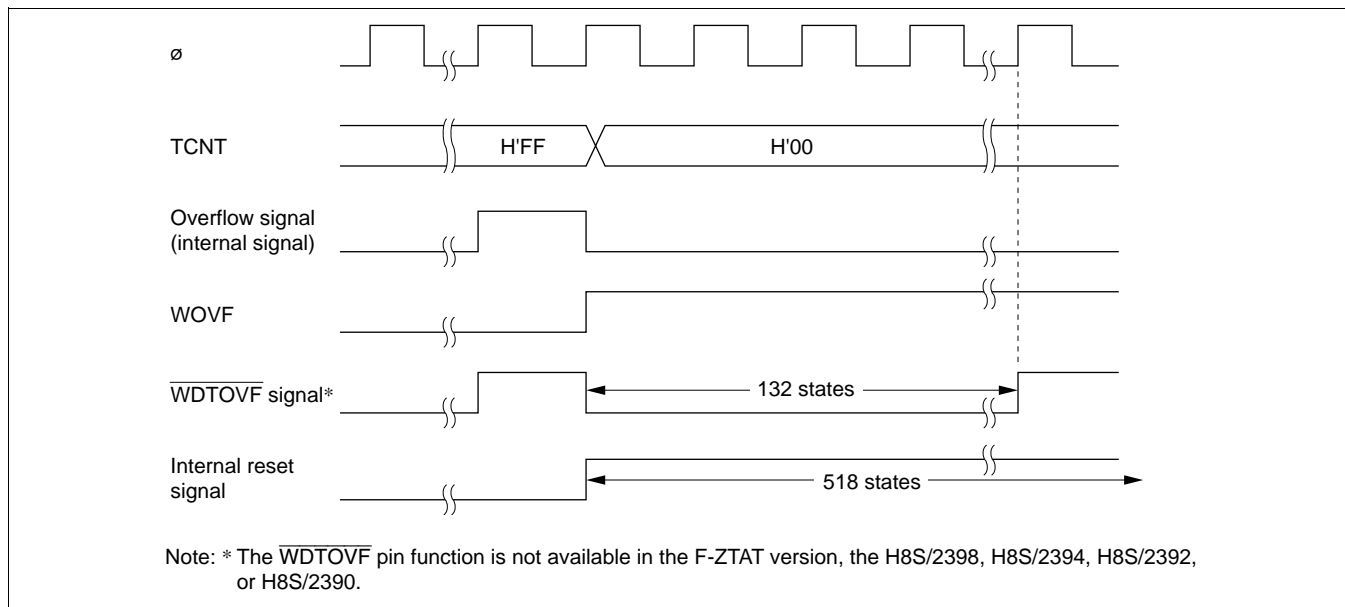 ø
TCNT
H'FF
H'00
Overflow signal
(internal signal)
WOVF
WDTOVF signal*
132 states
Internal reset
signal
518 states
Note: * The WDTOVF pin function is not available in the F-ZTAT version, the H8S/2398, H8S/2394, H8S/2392,
or H8S/2390.